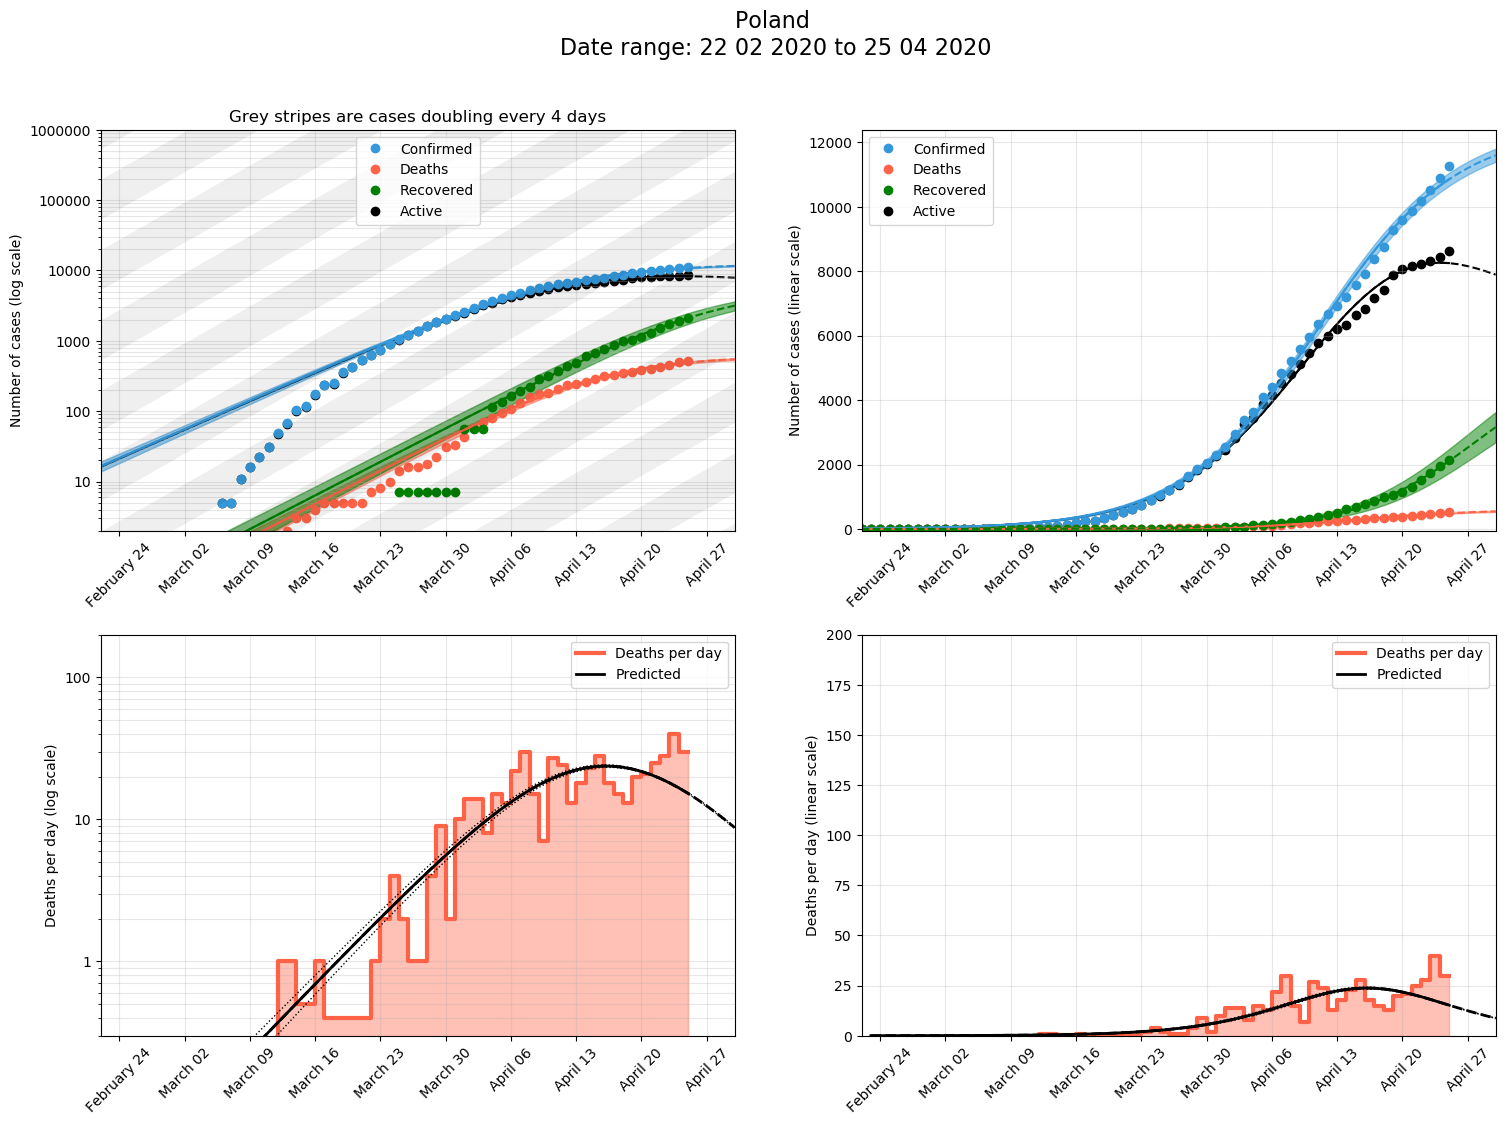 Poland
Date range: 22 02 2020 to 25 04 2020
Grey stripes are cases doubling every 4 days
Number of cases (log scale)
1000000
100000
10000
1000
100
10
Confirmed
Deaths
Recovered
Active
February 24
March 02
March 09
March 16
March 23
March 30
April 06
April 13
April 20
April 27
Number of cases (linear scale)
12000
10000
8000
6000
4000
2000
0
Confirmed
Deaths
Recovered
Active
February 24
March 02
March 09
March 16
March 23
March 30
April 06
April 13
April 20
April 27
Deaths per day (log scale)
100
10
1
Deaths per day
Predicted
February 24
March 02
March 09
March 16
March 23
March 30
April 06
April 13
April 20
April 27
Deaths per day (linear scale)
200
175
150
125
100
75
50
25
0
Deaths per day
Predicted
February 24
March 02
March 09
March 16
March 23
March 30
April 06
April 13
April 20
April 27